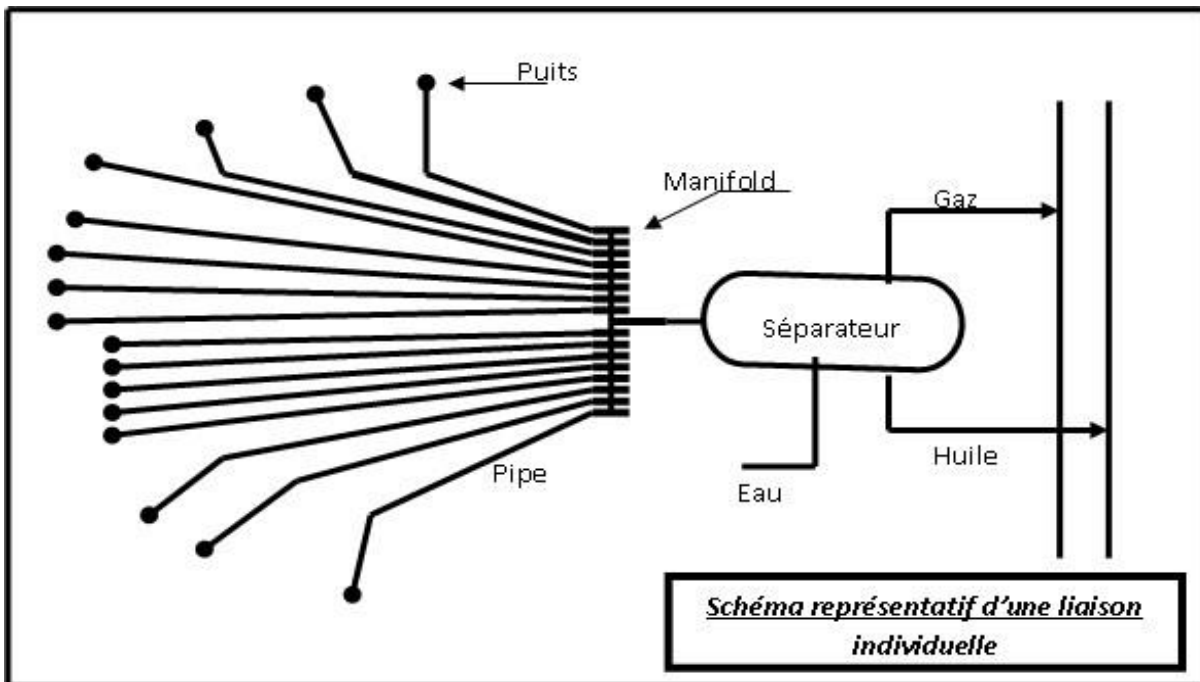 Puits
Manifold
Gaz
Séparateur
Huile
Pipe
Eau
Schéma représentatif d'une liaison
individuelle